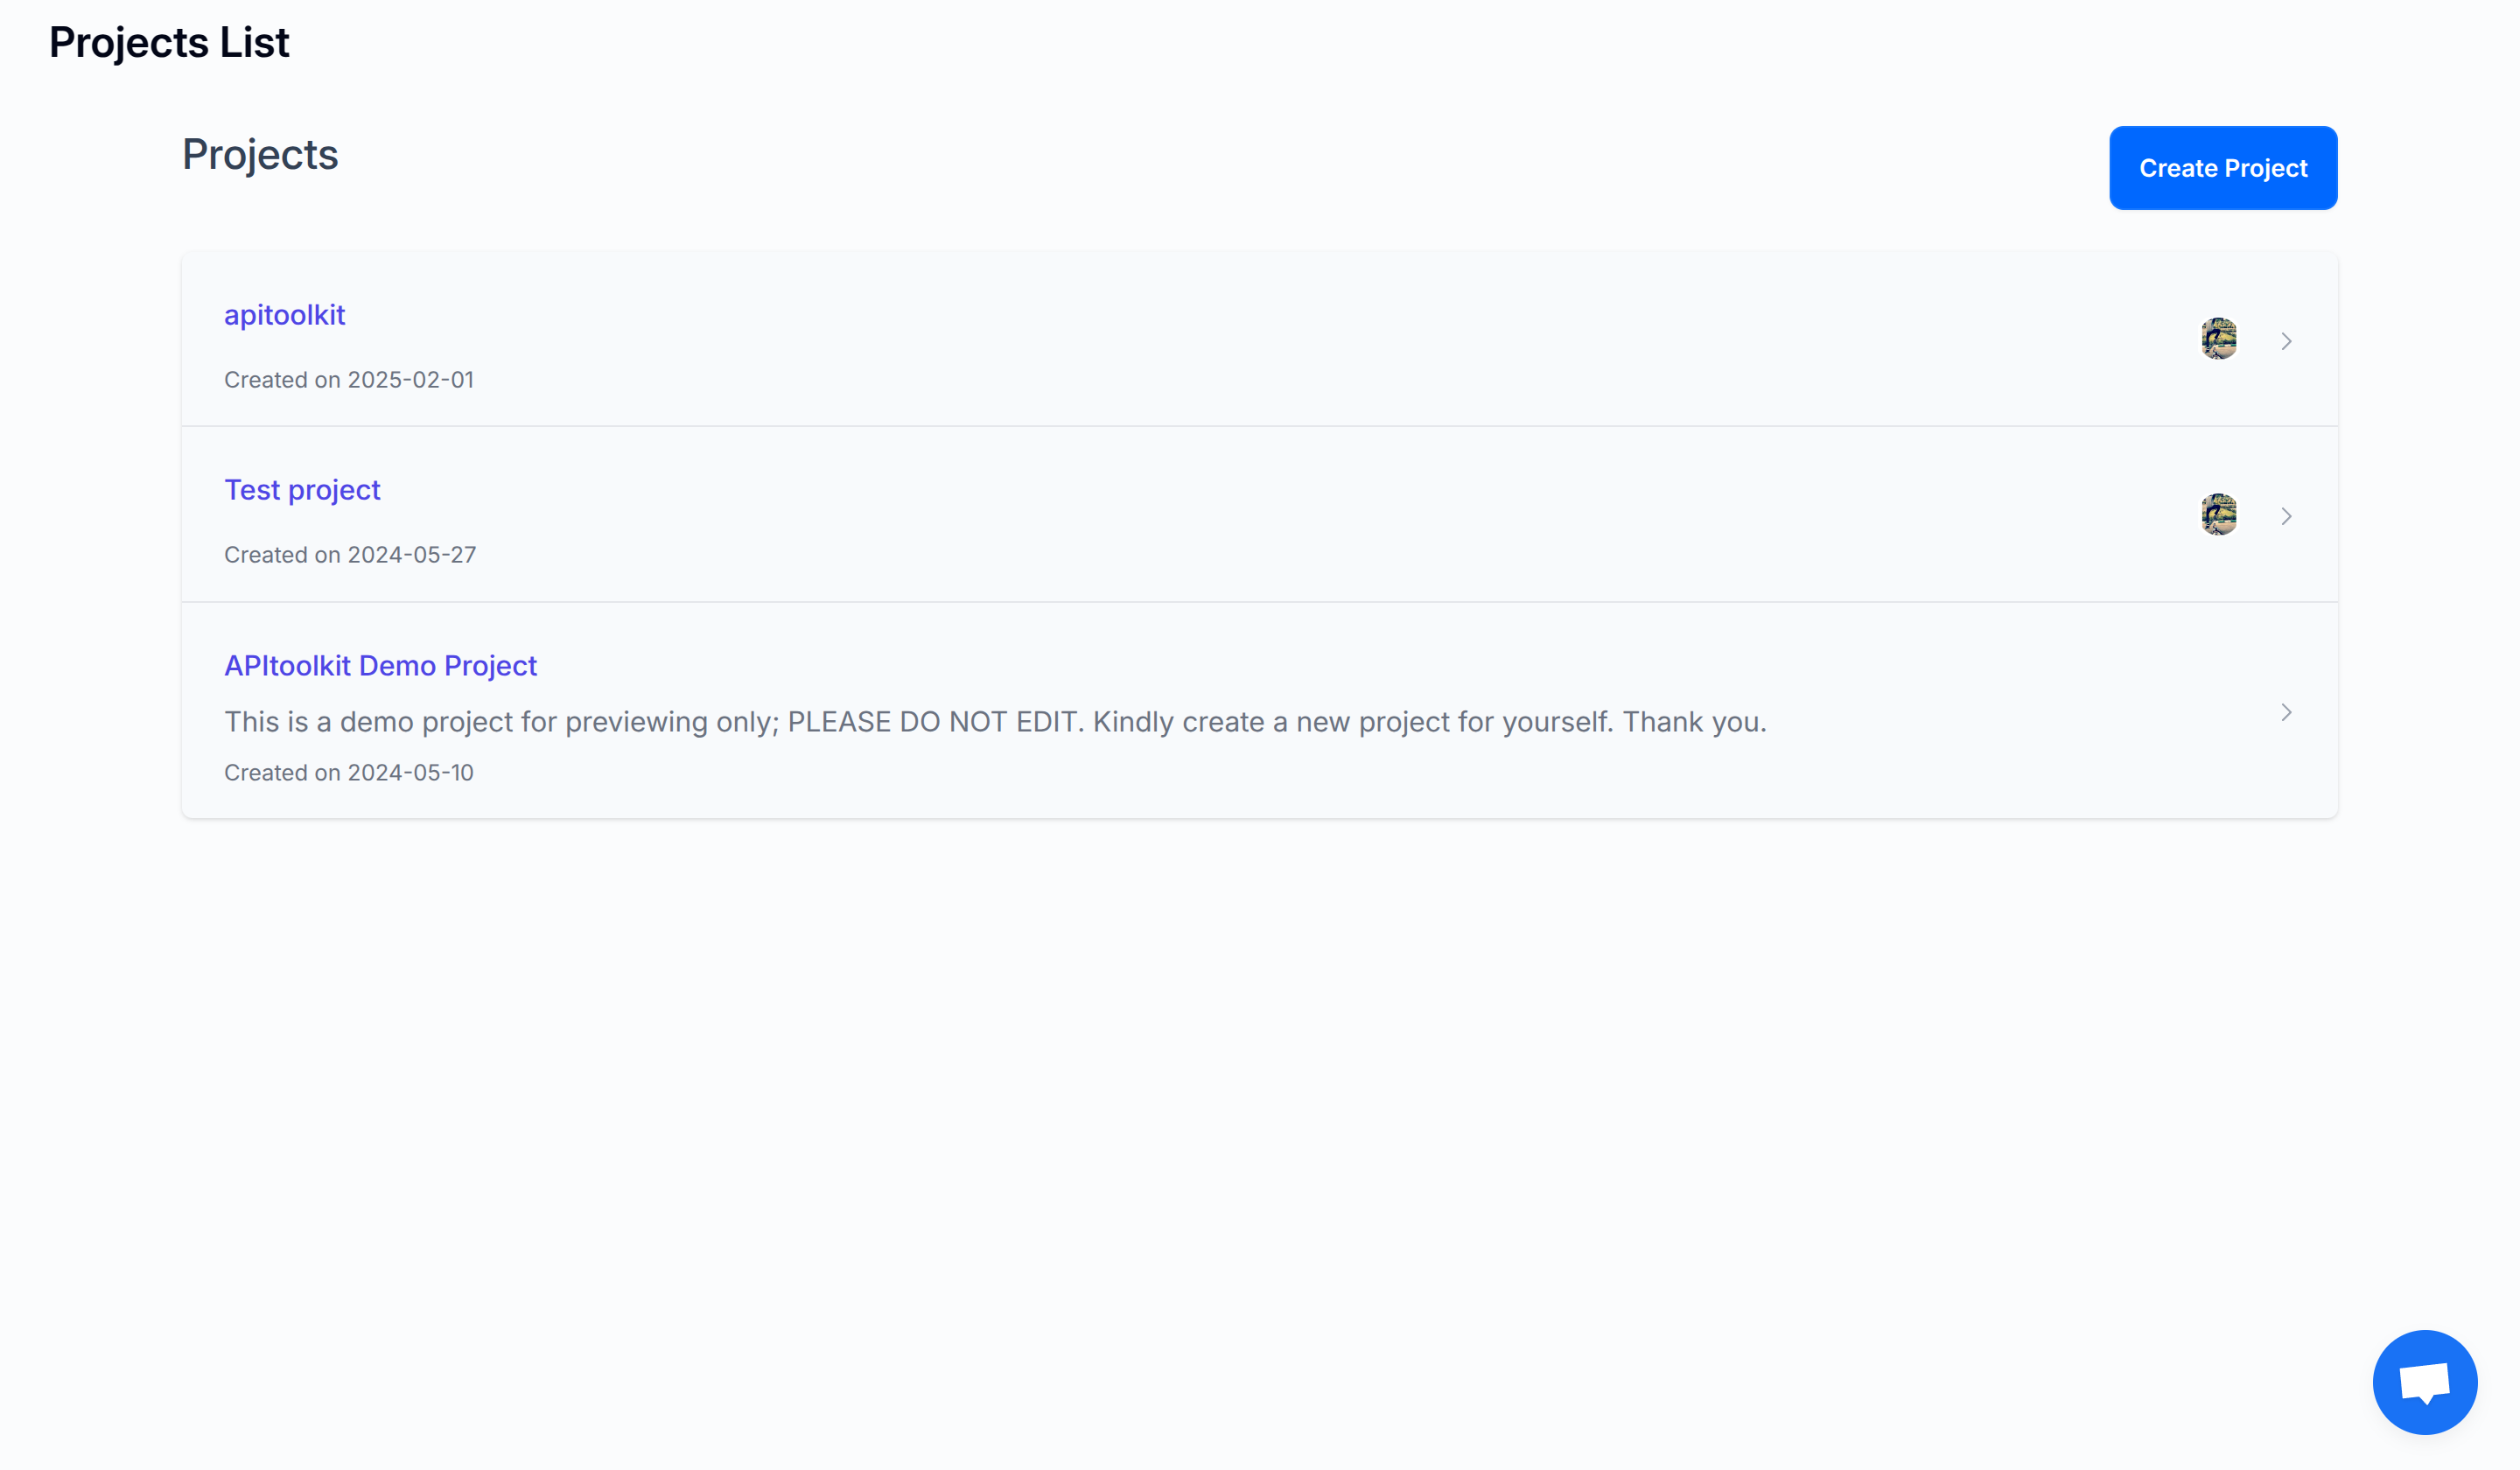 Projects List
Projects
Create Project
apitoolkit
Created on 2025-02-01
Test project
Created on 2024-05-27
APItoolkit Demo Project
This is a demo project for previewing only; PLEASE DO NOT EDIT. Kindly create a new project for yourself. Thank you.
Created on 2024-05-10